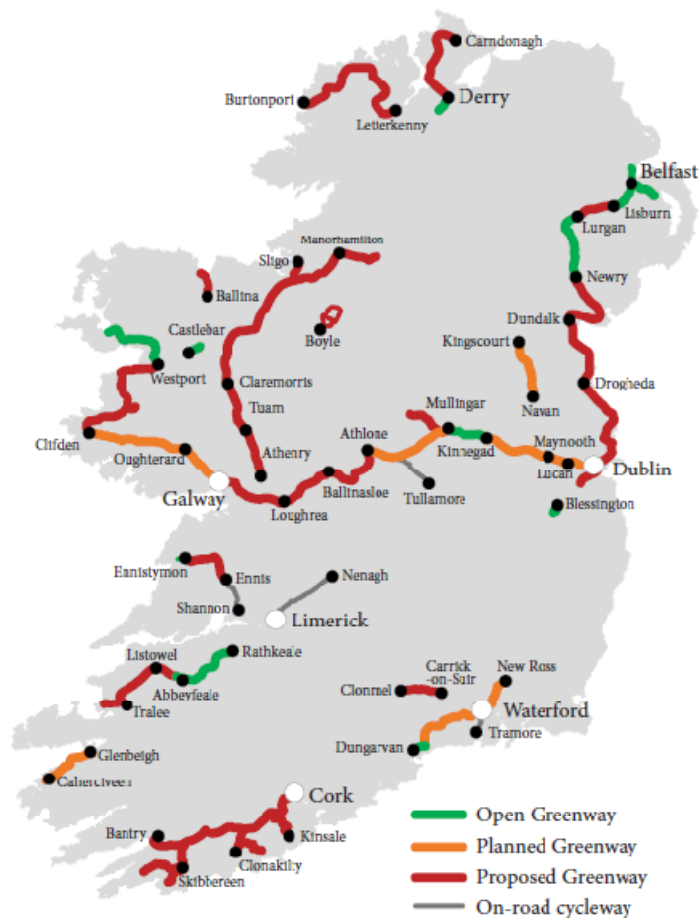 Carndonagh
Burtonport
Derry
Letterkenny
Belfast
Lisburn
Lurgan
Manorhamilton
Sligo
Newry
Ballina
Dundalk
Castlebar
Boyle
Kingscourt
Westport
Claremorris
Drogheda
Mullingar
Navan
Tuam
Clifden
Athlone
Maynooth
Oughterard
Athenry
Kinnegad
Lucan
Dublin
Galway
Ballinasloe
Tullamore
Loughrea
Blessington
Ennistymon
Ennis
Nenagh
Shannon
Limerick
Listowel
Rathkeale
Abbeyfeale
Carrick
-on-Suir
New Ross
Clonmel
Tralee
Waterford
Tramore
Dungarvan
Glenbeigh
Caherciveen
Cork
Bantry
Kinsale
Clonakilty
Skibbereen
Open Greenway
Planned Greenway
Proposed Greenway
On-road cycleway